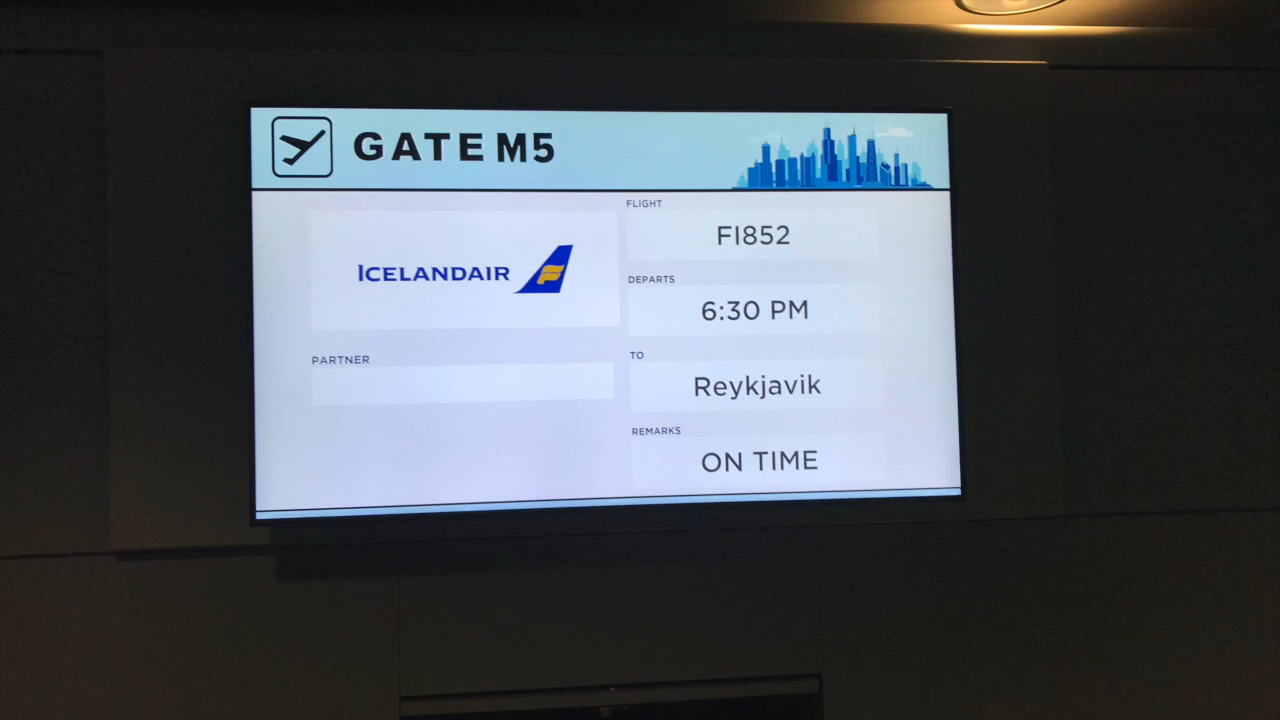 GATE M5
ICELANDAIR
PARTNER
FLIGHT
FI852
DEPARTS
6:30 PM
TO
Reykjavik
REMARKS
ON TIME